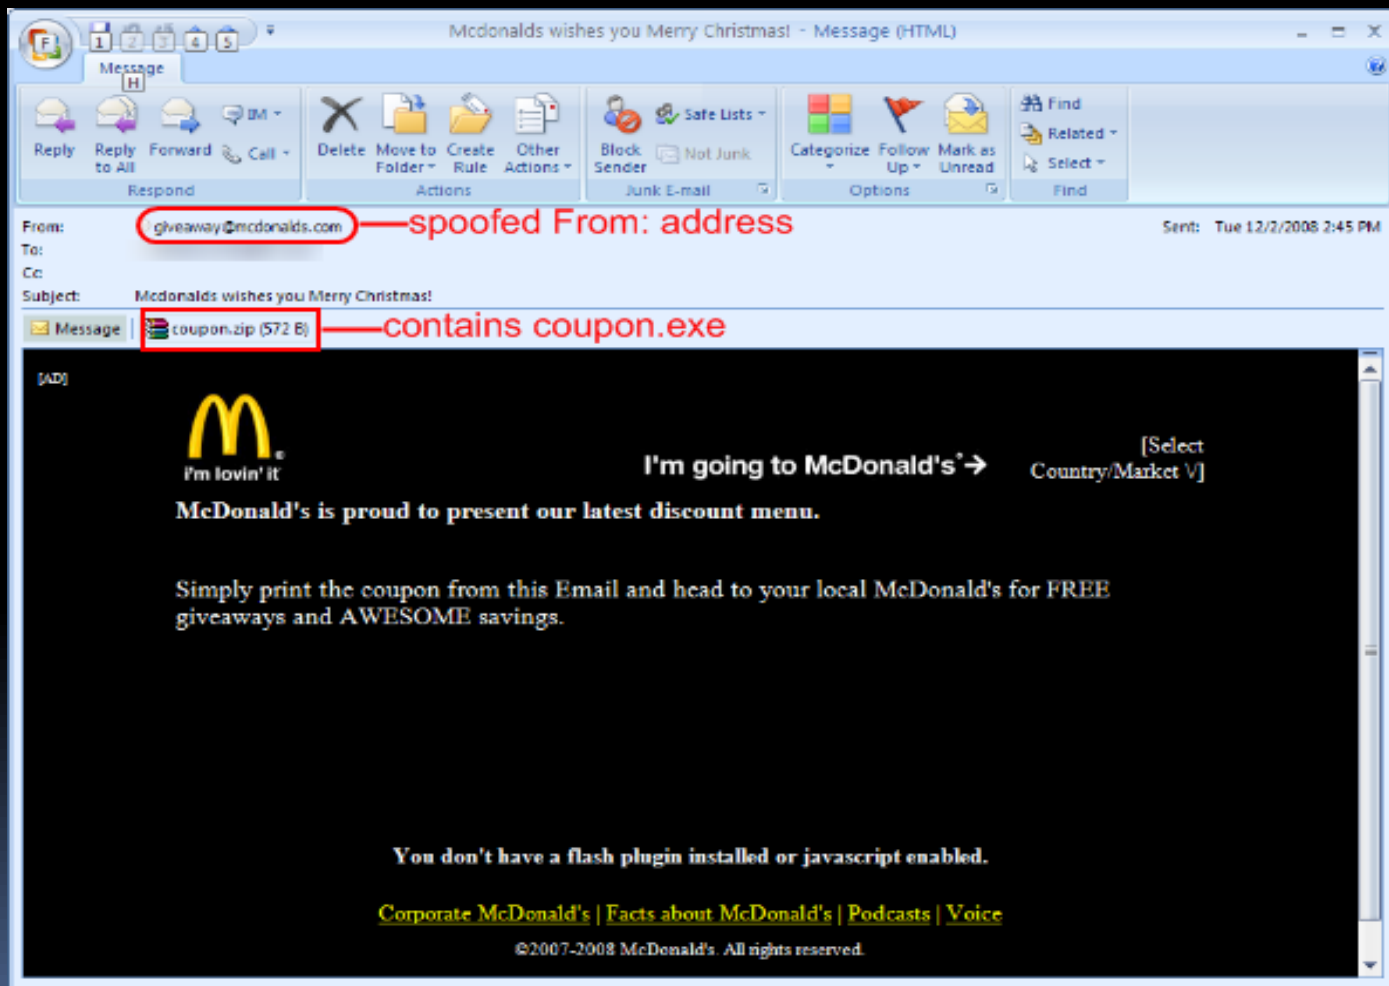 F 1 2 3 4 5 Mcdonalds wishes you Merry Christmas! - Message (HTML)
Message
H
Reply Reply to All Forward IM Call
Delete Move to Folder Create Rule Other Actions
Block Sender Safe Lists Not Junk
Categorize Follow Up Mark as Unread
Find Related Select
Respond Actions Junk E-mail Options Find
From: giveaway@mcdonalds.com spoofed From: address Sent: Tue 12/2/2008 2:45 PM
To:
Cc:
Subject: Mcdonalds wishes you Merry Christmas!
Message coupon.zip (572 B) contains coupon.exe
[AD]
i'm lovin' it
I'm going to McDonald's
[Select
Country/Market \/]
McDonald's is proud to present our latest discount menu.
Simply print the coupon from this Email and head to your local McDonald's for FREE
giveaways and AWESOME savings.
You don't have a flash plugin installed or javascript enabled.
Corporate McDonald's | Facts about McDonald's | Podcasts | Voice
©2007-2008 McDonald's. All rights reserved.